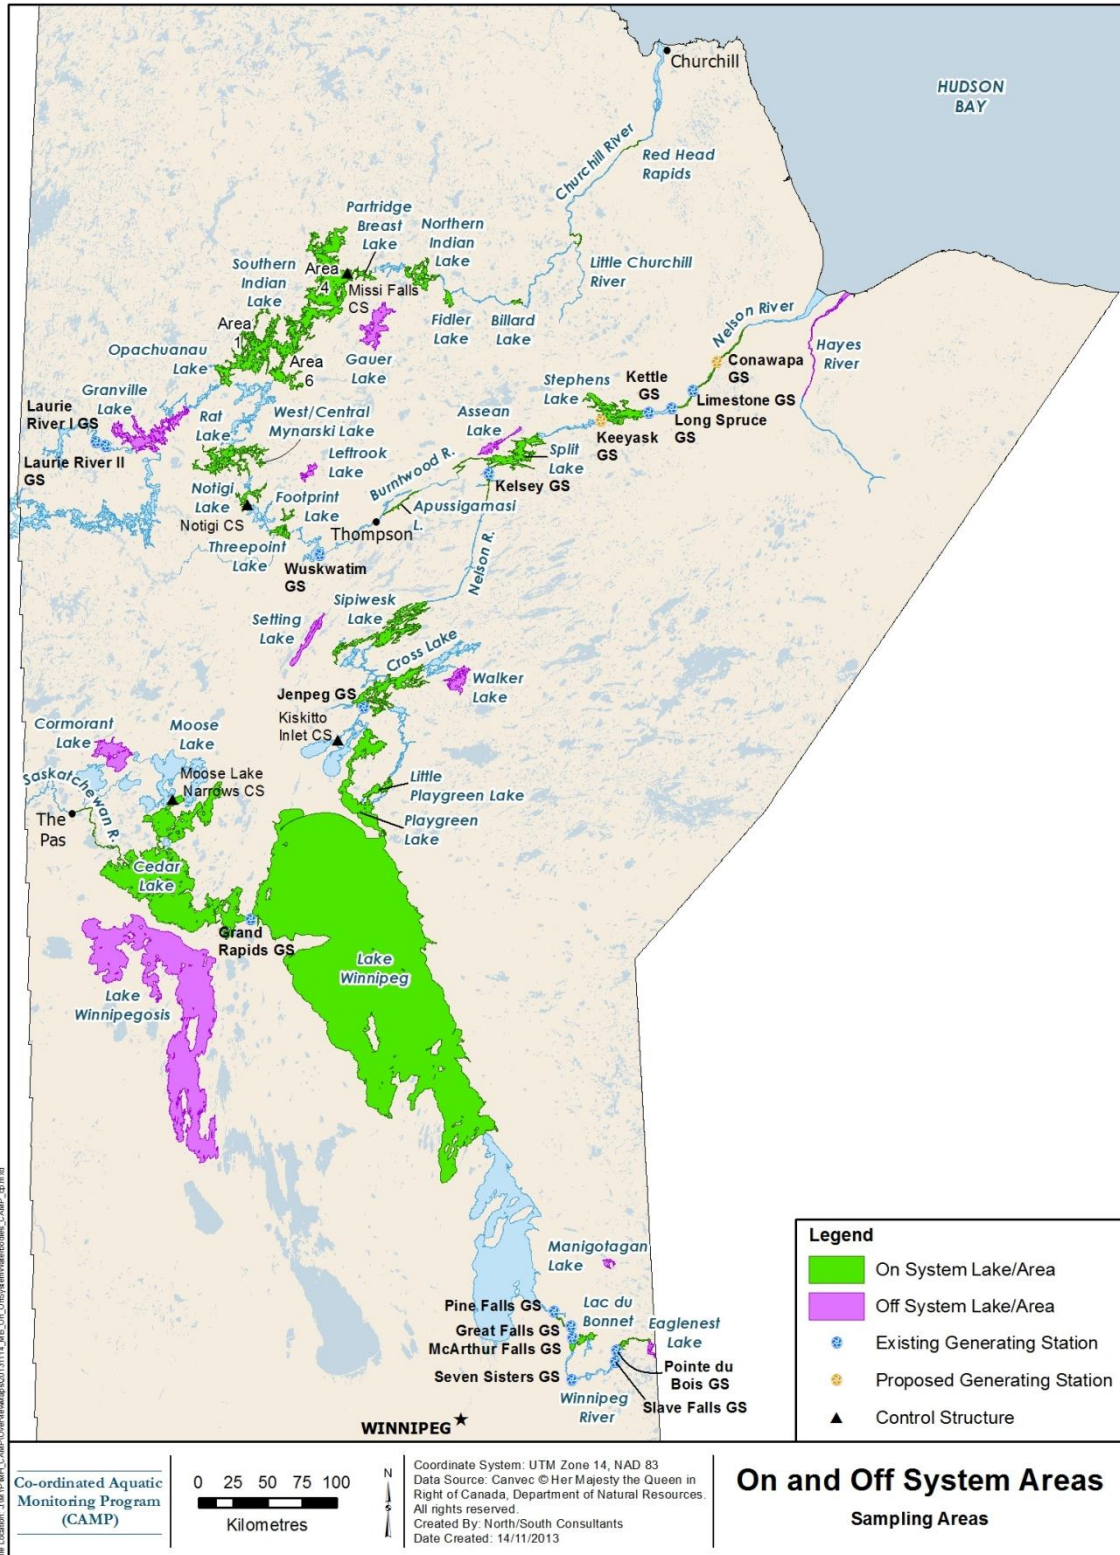 Churchill
HUDSON
BAY
Churchill River
Red Head
Rapids
Partridge
Breast
Lake
Northern
Indian
Lake
Southern
Indian
Lake
Area
4
Missi Falls
CS
Little Churchill
River
Area
1
Fidler
Lake
Billard
Lake
Nelson River
Hayes
River
Opachuanau
Lake
Area
6
Gauer
Lake
Conawapa
GS
Granville
Lake
Stephens
Lake
Kettle
GS
Limestone GS
Laurie
River I GS
Rat
Lake
West/Central
Mynarski Lake
Assean
Lake
Long Spruce
GS
Keeyask
GS
Laurie River II
GS
Leftrook
Lake
Burntwood R.
Split
Lake
Kelsey GS
Notigi
Lake
Footprint
Lake
Apussigamasi
L.
Notigi CS
Thompson
Threepoint
Lake
Wuskwatim
GS
Nelson R.
Sipiwesk
Lake
Setting
Lake
Cross Lake
Walker
Lake
Jenpeg GS
Cormorant
Lake
Moose
Lake
Kiskitto
Inlet CS
Saskatchewan R.
Moose Lake
Narrows CS
Little
Playgreen Lake
The
Pas
Playgreen
Lake
Cedar
Lake
Grand
Rapids GS
Lake
Winnipeg
Lake
Winnipegosis
Manigotagan
Lake
Pine Falls GS
Lac du
Bonnet
Great Falls GS
Eaglenest
Lake
McArthur Falls GS
Pointe du
Bois GS
Seven Sisters GS
Winnipeg
River
Slave Falls GS
WINNIPEG
Legend
On System Lake/Area
Off System Lake/Area
Existing Generating Station
Proposed Generating Station
Control Structure
Co-ordinated Aquatic
Monitoring Program
(CAMP)
0 25 50 75 100
Kilometres
N
Coordinate System: UTM Zone 14, NAD 83
Data Source: Canvec © Her Majesty the Queen in
Right of Canada, Department of Natural Resources.
All rights reserved.
Created By: North/South Consultants
Date Created: 14/11/2013
On and Off System Areas
Sampling Areas